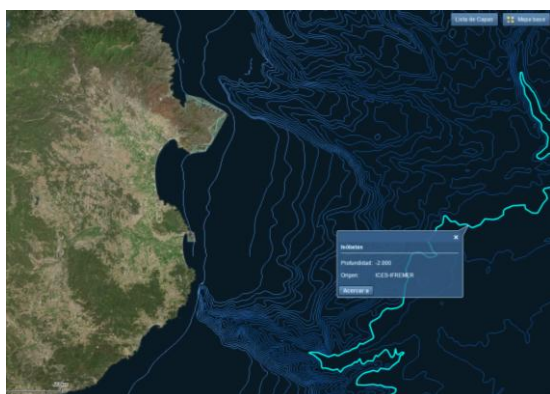 Lista de Capas
Mapa base
Isóbatas
Profundidad: -2.000
Origen: ICES-IFREMER
Acercar a